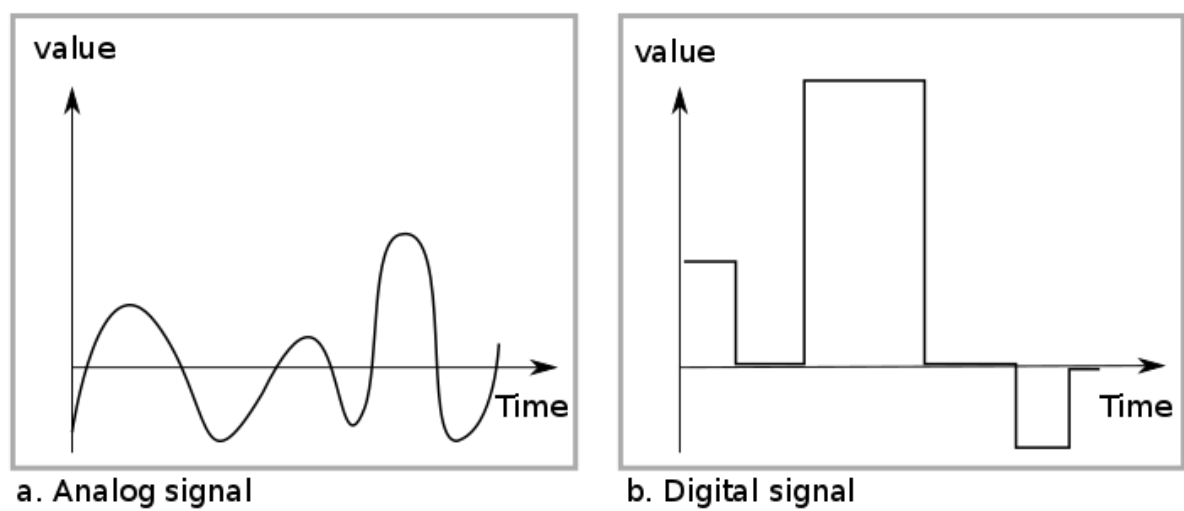 value
Time
a. Analog signal
value
Time
b. Digital signal